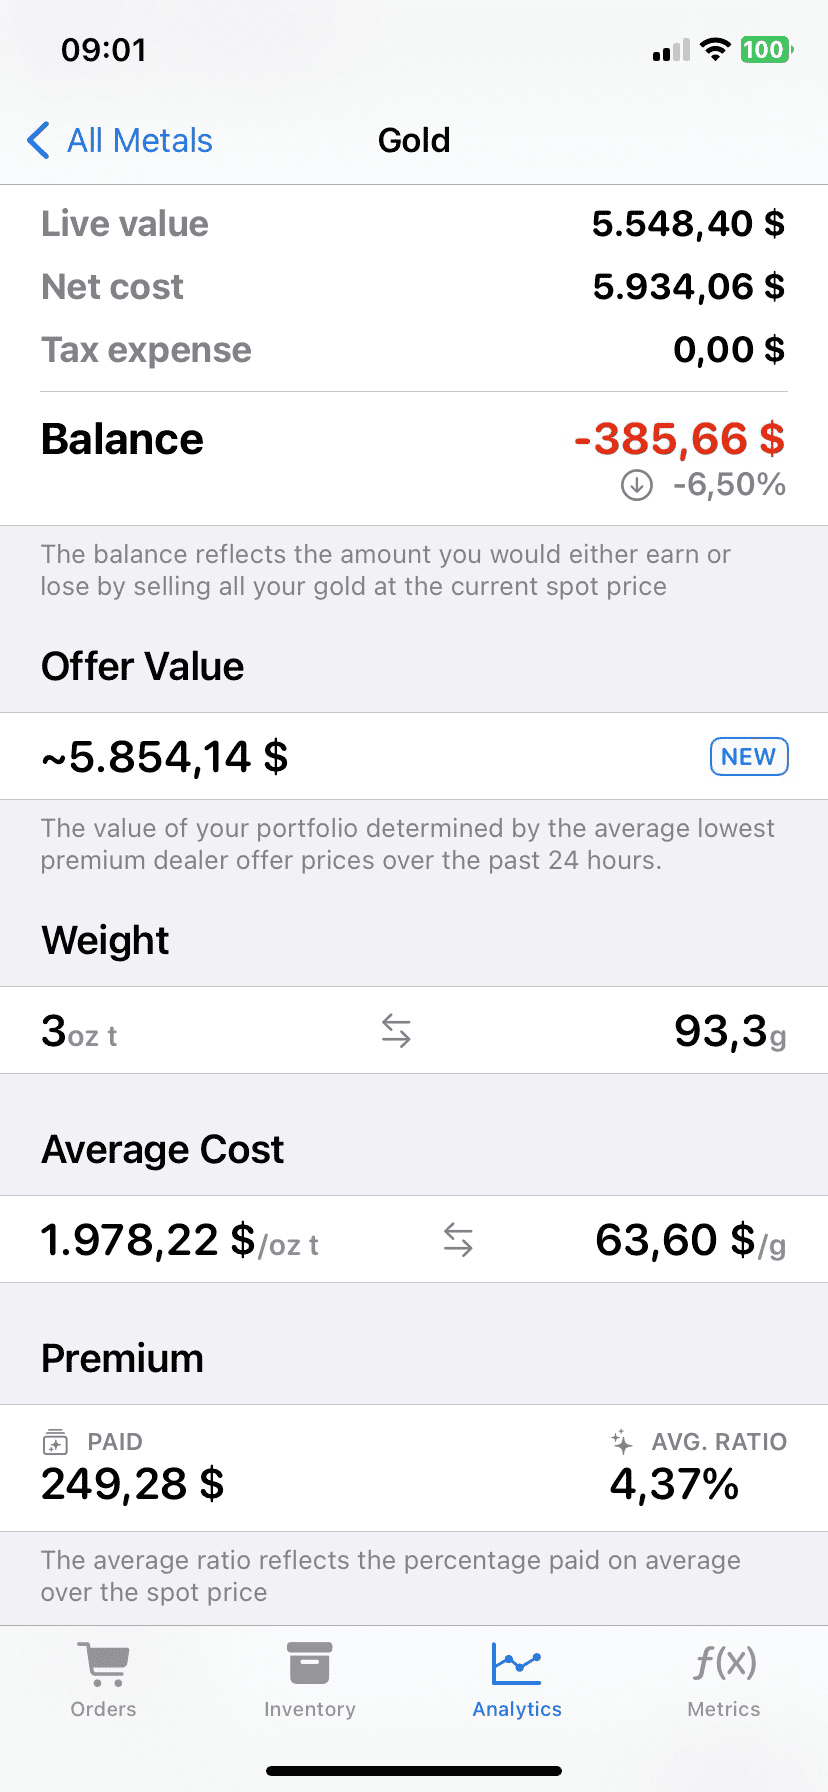 09:01
100
All Metals
Gold
Live value 5.548,40 $
Net cost 5.934,06 $
Tax expense 0,00 $
Balance -385,66 $
-6,50%
The balance reflects the amount you would either earn or
lose by selling all your gold at the current spot price
Offer Value
~5.854,14 $ NEW
The value of your portfolio determined by the average lowest
premium dealer offer prices over the past 24 hours.
Weight
3oz t 93,3g
Average Cost
1.978,22 $/oz t 63,60 $/g
Premium
PAID AVG. RATIO
249,28 $ 4,37%
The average ratio reflects the percentage paid on average
over the spot price
f(x)
Orders Inventory Analytics Metrics